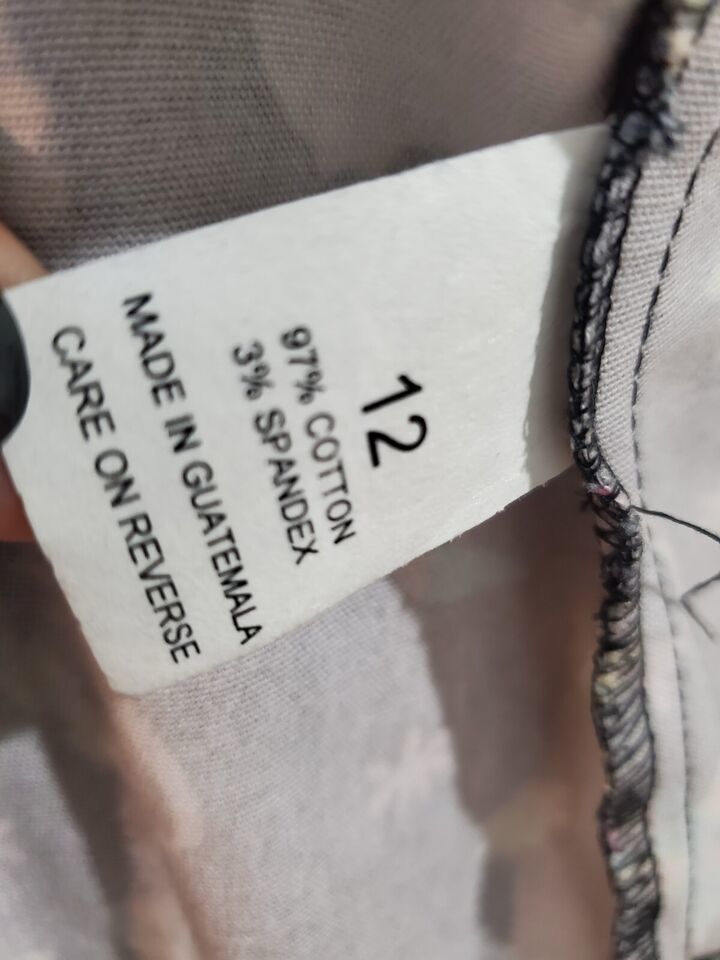 12
97% COTTON
3% SPANDEX
MADE IN GUATEMALA
CARE ON REVERSE